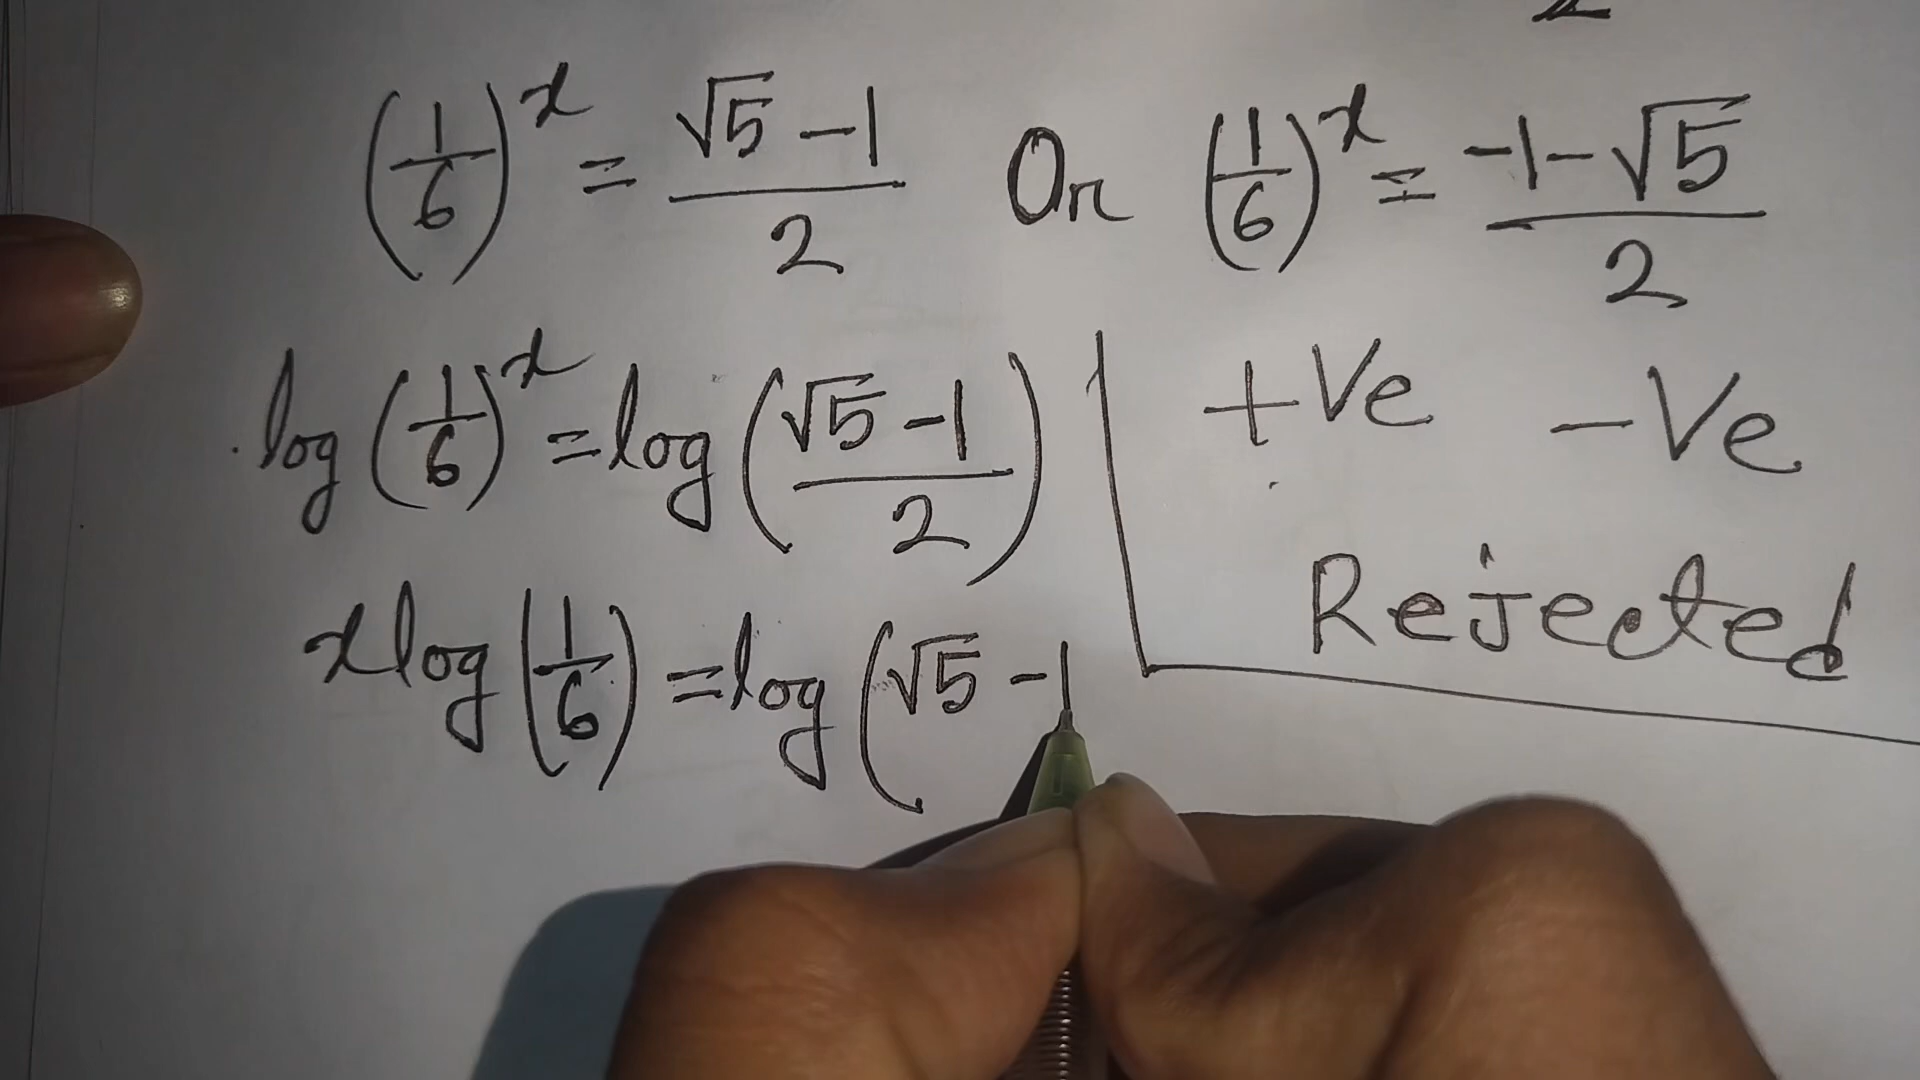 (1/6)^x = (√5 - 1)/2 Or (1/6)^x = (-1-√5)/2
log (1/6)^x = log ((√5 - 1)/2)
+Ve -Ve
Rejected
x log (1/6) = log (√5 - 1